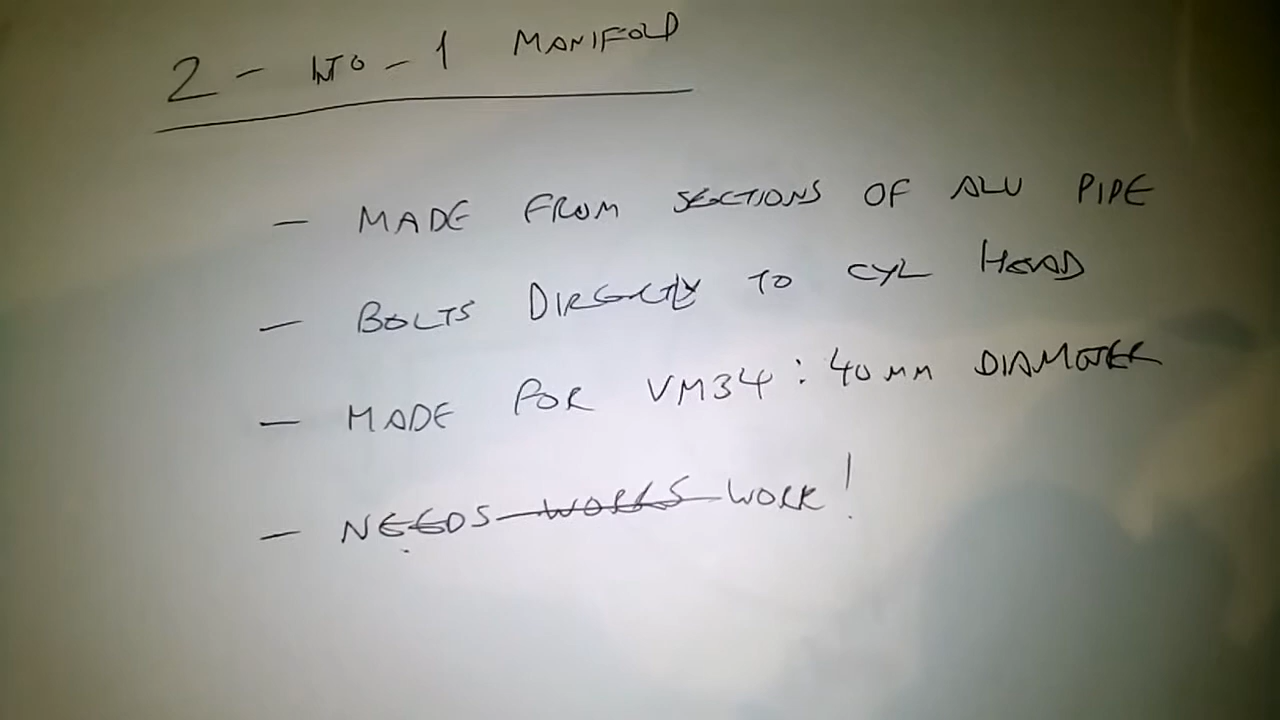 2 - INTO - 1 MANIFOLD
- MADE FROM SECTIONS OF ALU PIPE
- BOLTS DIRECTLY TO CYL HEAD
- MADE FOR VM34 : 40 MM DIAMETER
- NEEDS WORKS WORK!